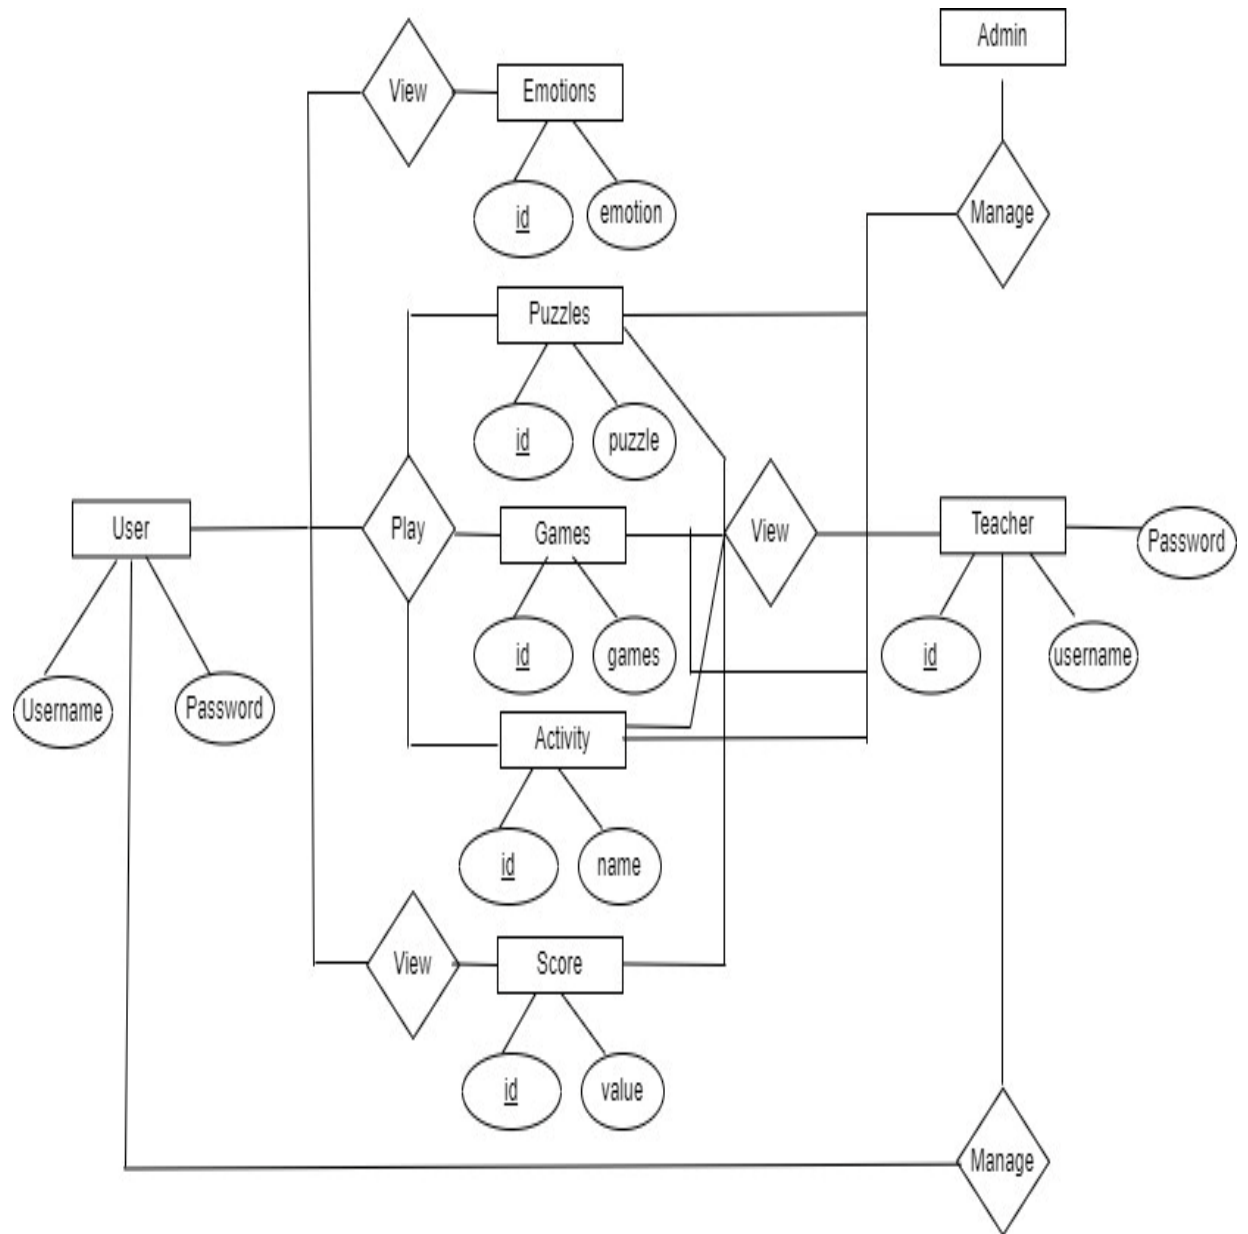 Admin
View
Emotions
id
emotion
Manage
Puzzles
id
puzzle
User
Play
Games
View
Teacher
Password
id
games
id
username
Username
Password
Activity
id
name
View
Score
id
value
Manage